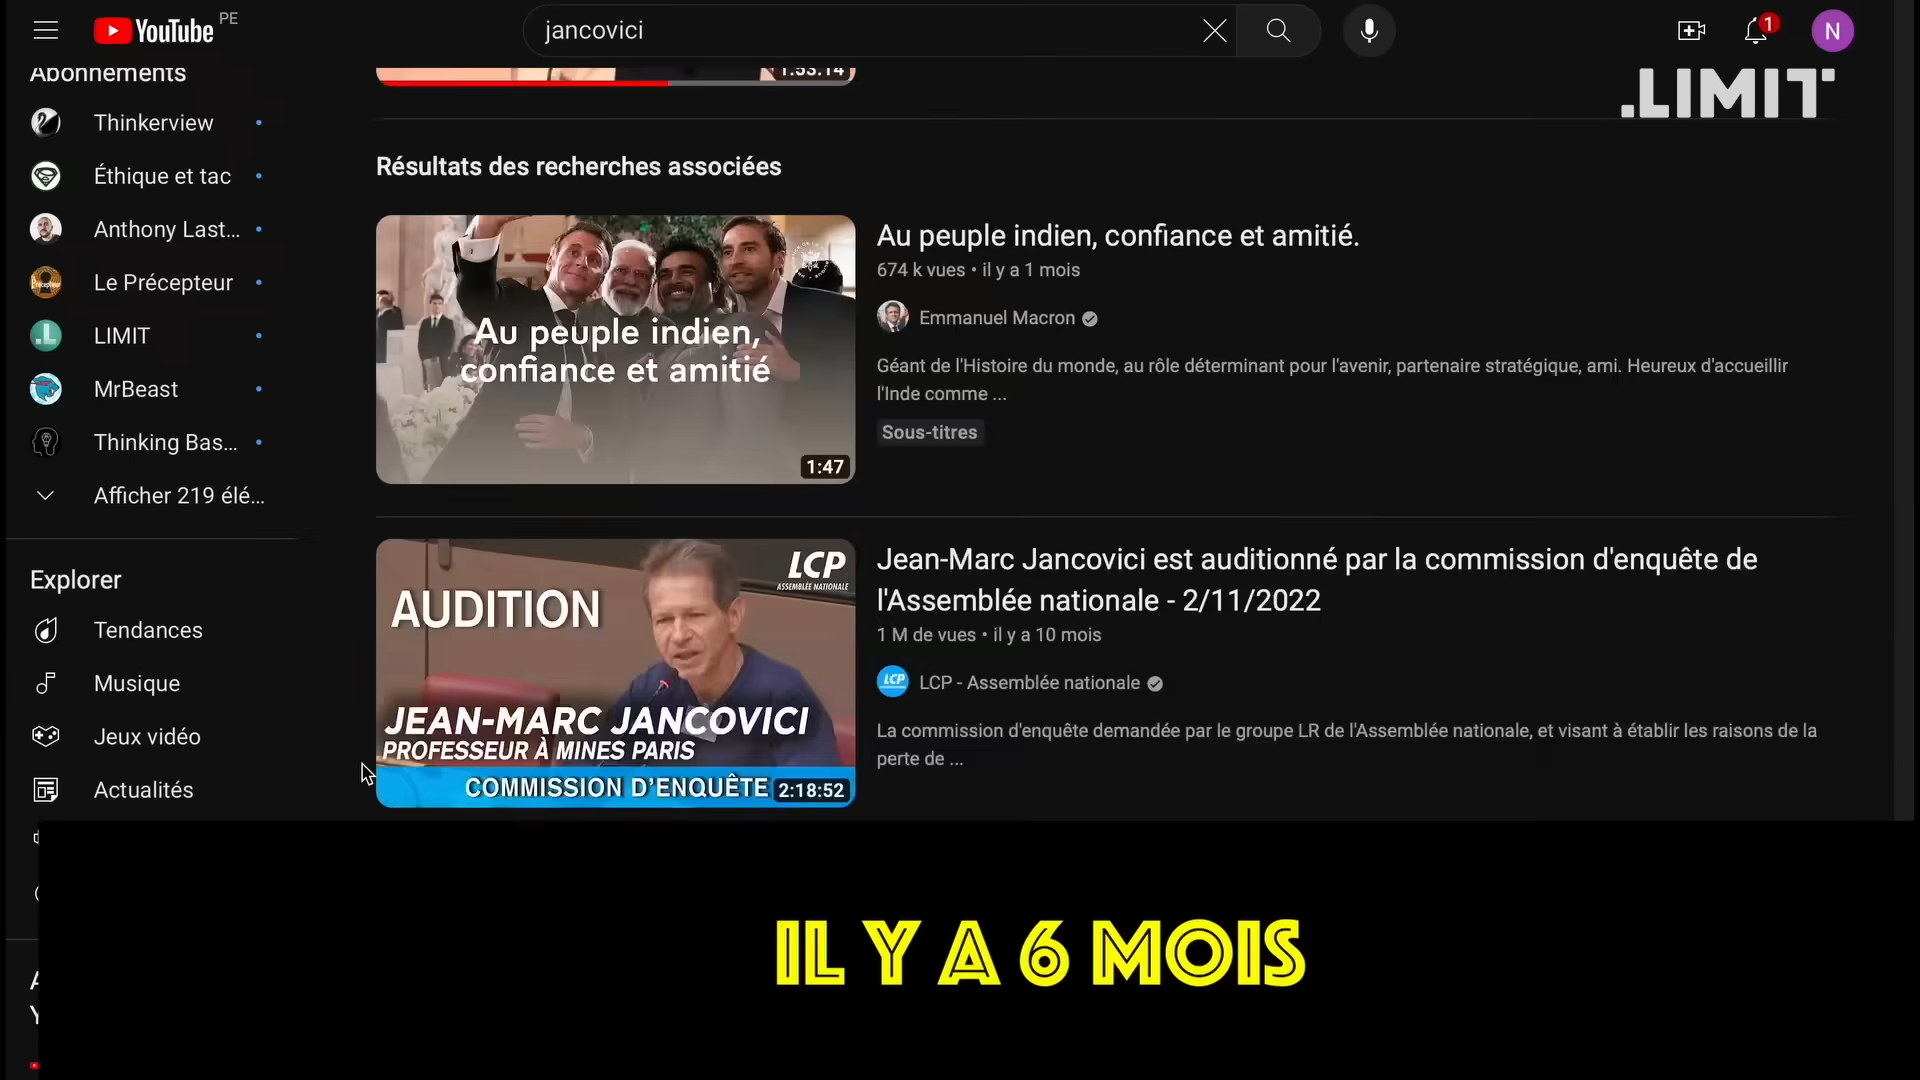 YouTube PE
jancovici
1
N
Abonnements
1:53:14
.LIMIT
Thinkerview
Éthique et tac
Anthony Last...
Le Précepteur
LIMIT
MrBeast
Thinking Bas...
Afficher 219 élé...
Résultats des recherches associées
Au peuple indien,
confiance et amitié
1:47
Au peuple indien, confiance et amitié.
674 k vues • il y a 1 mois
Emmanuel Macron
Géant de l'Histoire du monde, au rôle déterminant pour l'avenir, partenaire stratégique, ami. Heureux d'accueillir
l'Inde comme ...
Sous-titres
Explorer
Tendances
Musique
Jeux vidéo
Actualités
LCP
ASSEMBLÉE NATIONALE
AUDITION
JEAN-MARC JANCOVICI
PROFESSEUR À MINES PARIS
COMMISSION D'ENQUÊTE
2:18:52
Jean-Marc Jancovici est auditionné par la commission d'enquête de
l'Assemblée nationale - 2/11/2022
1 M de vues • il y a 10 mois
LCP
LCP - Assemblée nationale
La commission d'enquête demandée par le groupe LR de l'Assemblée nationale, et visant à établir les raisons de la
perte de ...
IL Y A 6 MOIS